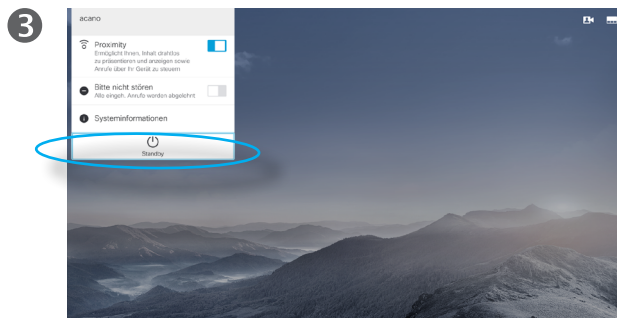 3
acano
Proximity
Ermöglicht Ihnen, Inhalt drahtlos
zu präsentieren und anzeigen sowie
Anrufe über Ihr Gerät zu steuern
Bitte nicht stören
Alle eingeh. Anrufe werden abgelehnt
Systeminformationen
Standby